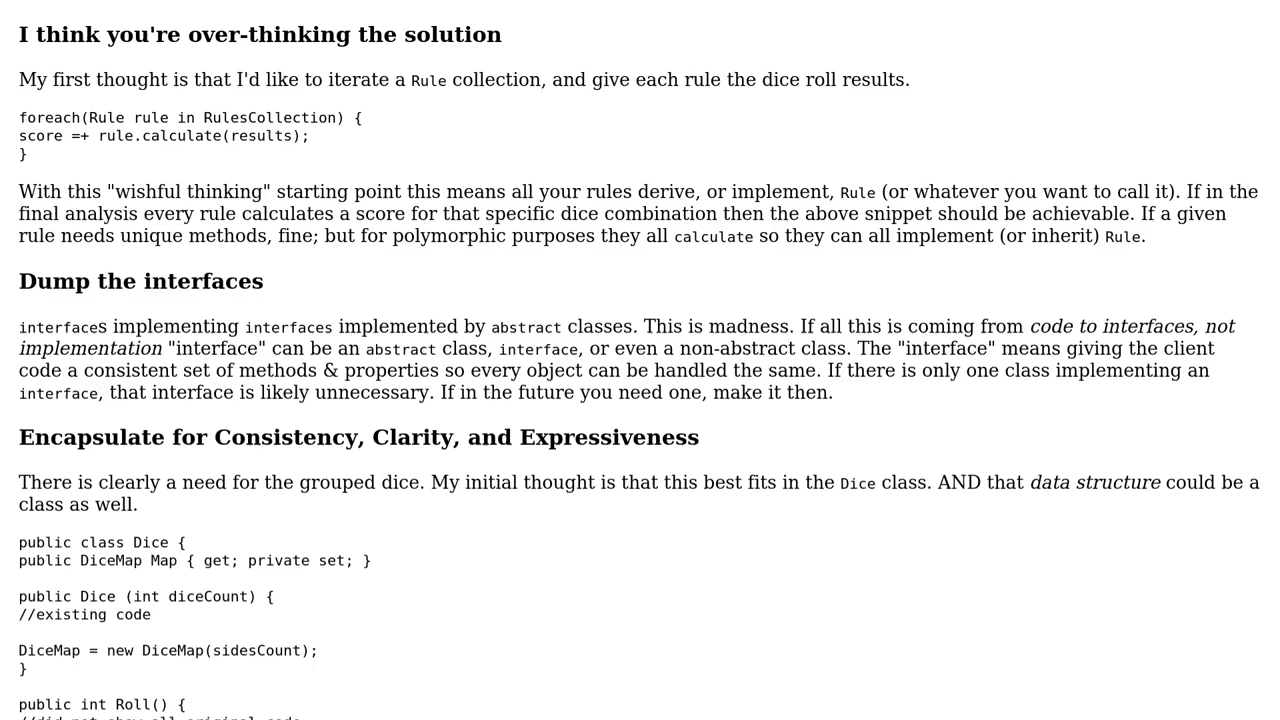 I think you're over-thinking the solution
My first thought is that I'd like to iterate a Rule collection, and give each rule the dice roll results.
foreach(Rule rule in RulesCollection) {
score =+ rule.calculate(results);
}
With this "wishful thinking" starting point this means all your rules derive, or implement, Rule (or whatever you want to call it). If in the
final analysis every rule calculates a score for that specific dice combination then the above snippet should be achievable. If a given
rule needs unique methods, fine; but for polymorphic purposes they all calculate so they can all implement (or inherit) Rule.
Dump the interfaces
interfaces implementing interfaces implemented by abstract classes. This is madness. If all this is coming from code to interfaces, not
implementation "interface" can be an abstract class, interface, or even a non-abstract class. The "interface" means giving the client
code a consistent set of methods & properties so every object can be handled the same. If there is only one class implementing an
interface, that interface is likely unnecessary. If in the future you need one, make it then.
Encapsulate for Consistency, Clarity, and Expressiveness
There is clearly a need for the grouped dice. My initial thought is that this best fits in the Dice class. AND that data structure could be a
class as well.
public class Dice {
public DiceMap Map { get; private set; }
public Dice (int diceCount) {
//existing code
DiceMap = new DiceMap(sidesCount);
}
public int Roll() {
//did not show all original code